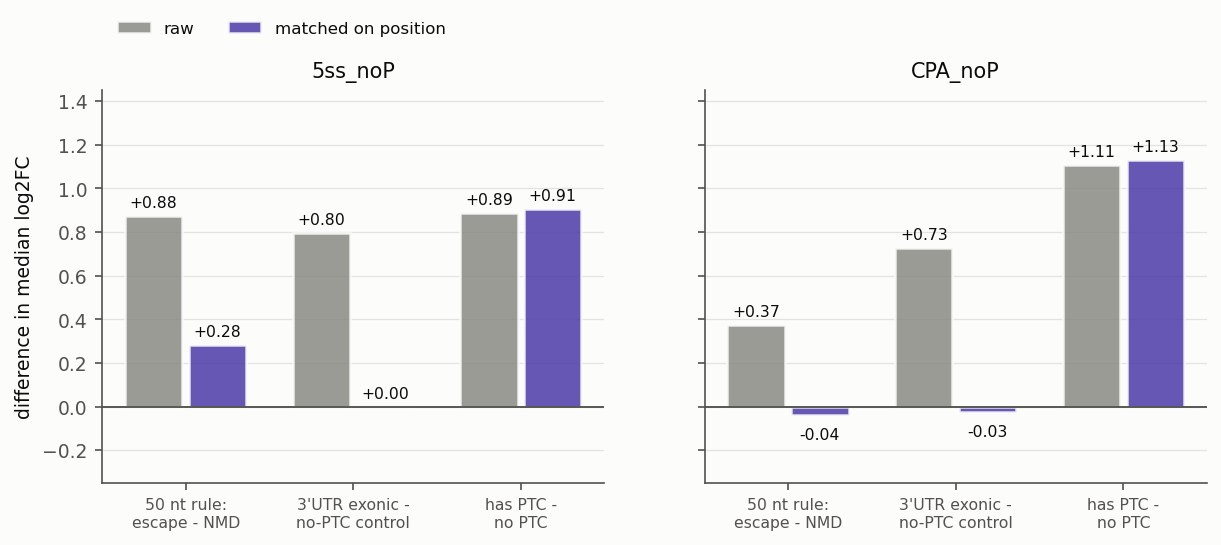 raw
matched on position
5ss_noP
CPA_noP
difference in median log2FC
1.4
1.2
1.0
0.8
0.6
0.4
0.2
0.0
−0.2
+0.88
+0.28
+0.80
+0.00
+0.89
+0.91
+0.37
-0.04
+0.73
-0.03
+1.11
+1.13
50 nt rule:
escape - NMD
3'UTR exonic -
no-PTC control
has PTC -
no PTC
50 nt rule:
escape - NMD
3'UTR exonic -
no-PTC control
has PTC -
no PTC